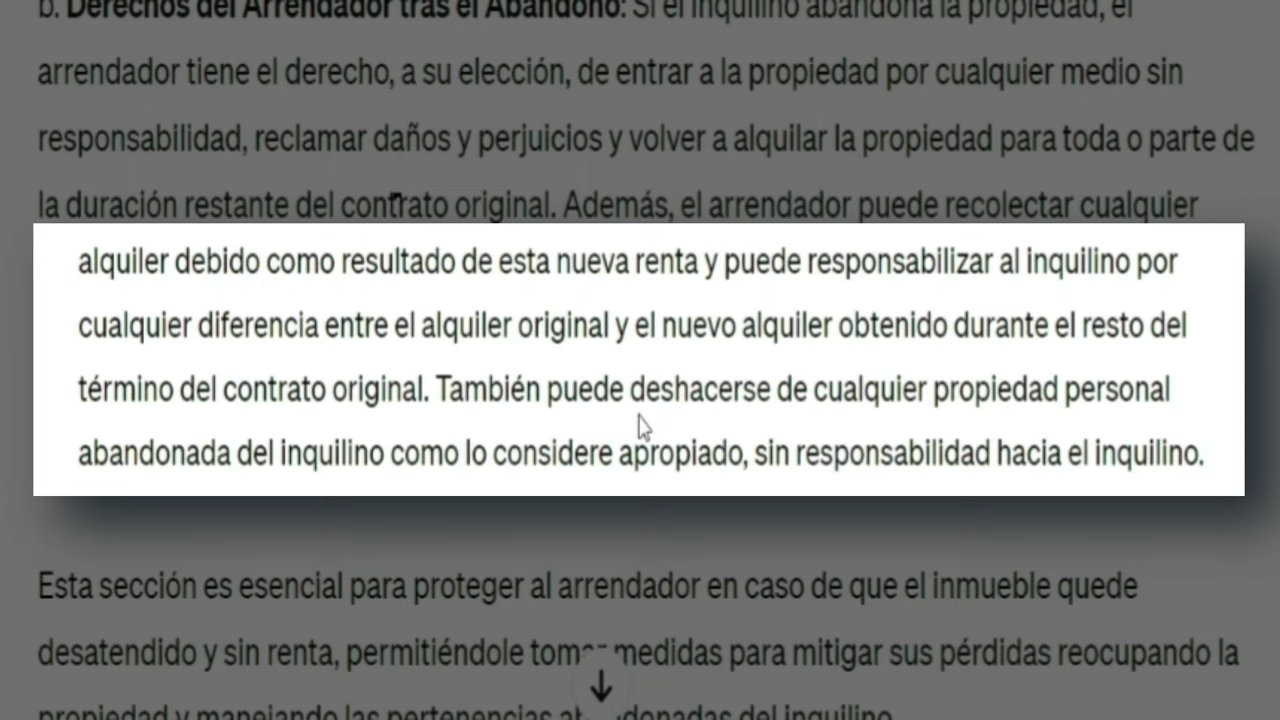 b. Derechos del Arrendador tras el Abandono: Si el inquilino abandona la propiedad, el
arrendador tiene el derecho, a su elección, de entrar a la propiedad por cualquier medio sin
responsabilidad, reclamar daños y perjuicios y volver a alquilar la propiedad para toda o parte de
la duración restante del contrato original. Además, el arrendador puede recolectar cualquier
alquiler debido como resultado de esta nueva renta y puede responsabilizar al inquilino por
cualquier diferencia entre el alquiler original y el nuevo alquiler obtenido durante el resto del
término del contrato original. También puede deshacerse de cualquier propiedad personal
abandonada del inquilino como lo considere apropiado, sin responsabilidad hacia el inquilino.
Esta sección es esencial para proteger al arrendador en caso de que el inmueble quede
desatendido y sin renta, permitiéndole tomar medidas para mitigar sus pérdidas reocupando la
propiedad y manejando las pertenencias abandonadas del inquilino.